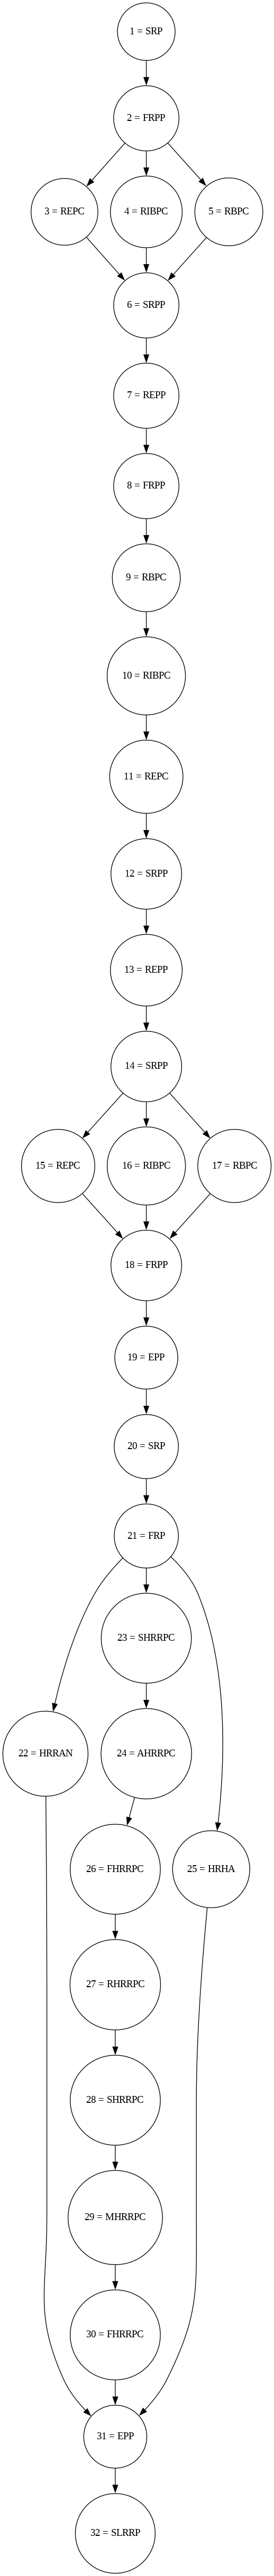 1 = SRP
2 = FRPP
3 = REPC
4 = RIBPC
5 = RBPC
6 = SRPP
7 = REPP
8 = FRPP
9 = RBPC
10 = RIBPC
11 = REPC
12 = SRPP
13 = REPP
14 = SRPP
15 = REPC
16 = RIBPC
17 = RBPC
18 = FRPP
19 = EPP
20 = SRP
21 = FRP
23 = SHRRPC
22 = HRRAN
24 = AHRRPC
26 = FHRRPC
25 = HRHA
27 = RHRRPC
28 = SHRRPC
29 = MHRRPC
30 = FHRRPC
31 = EPP
32 = SLRRP